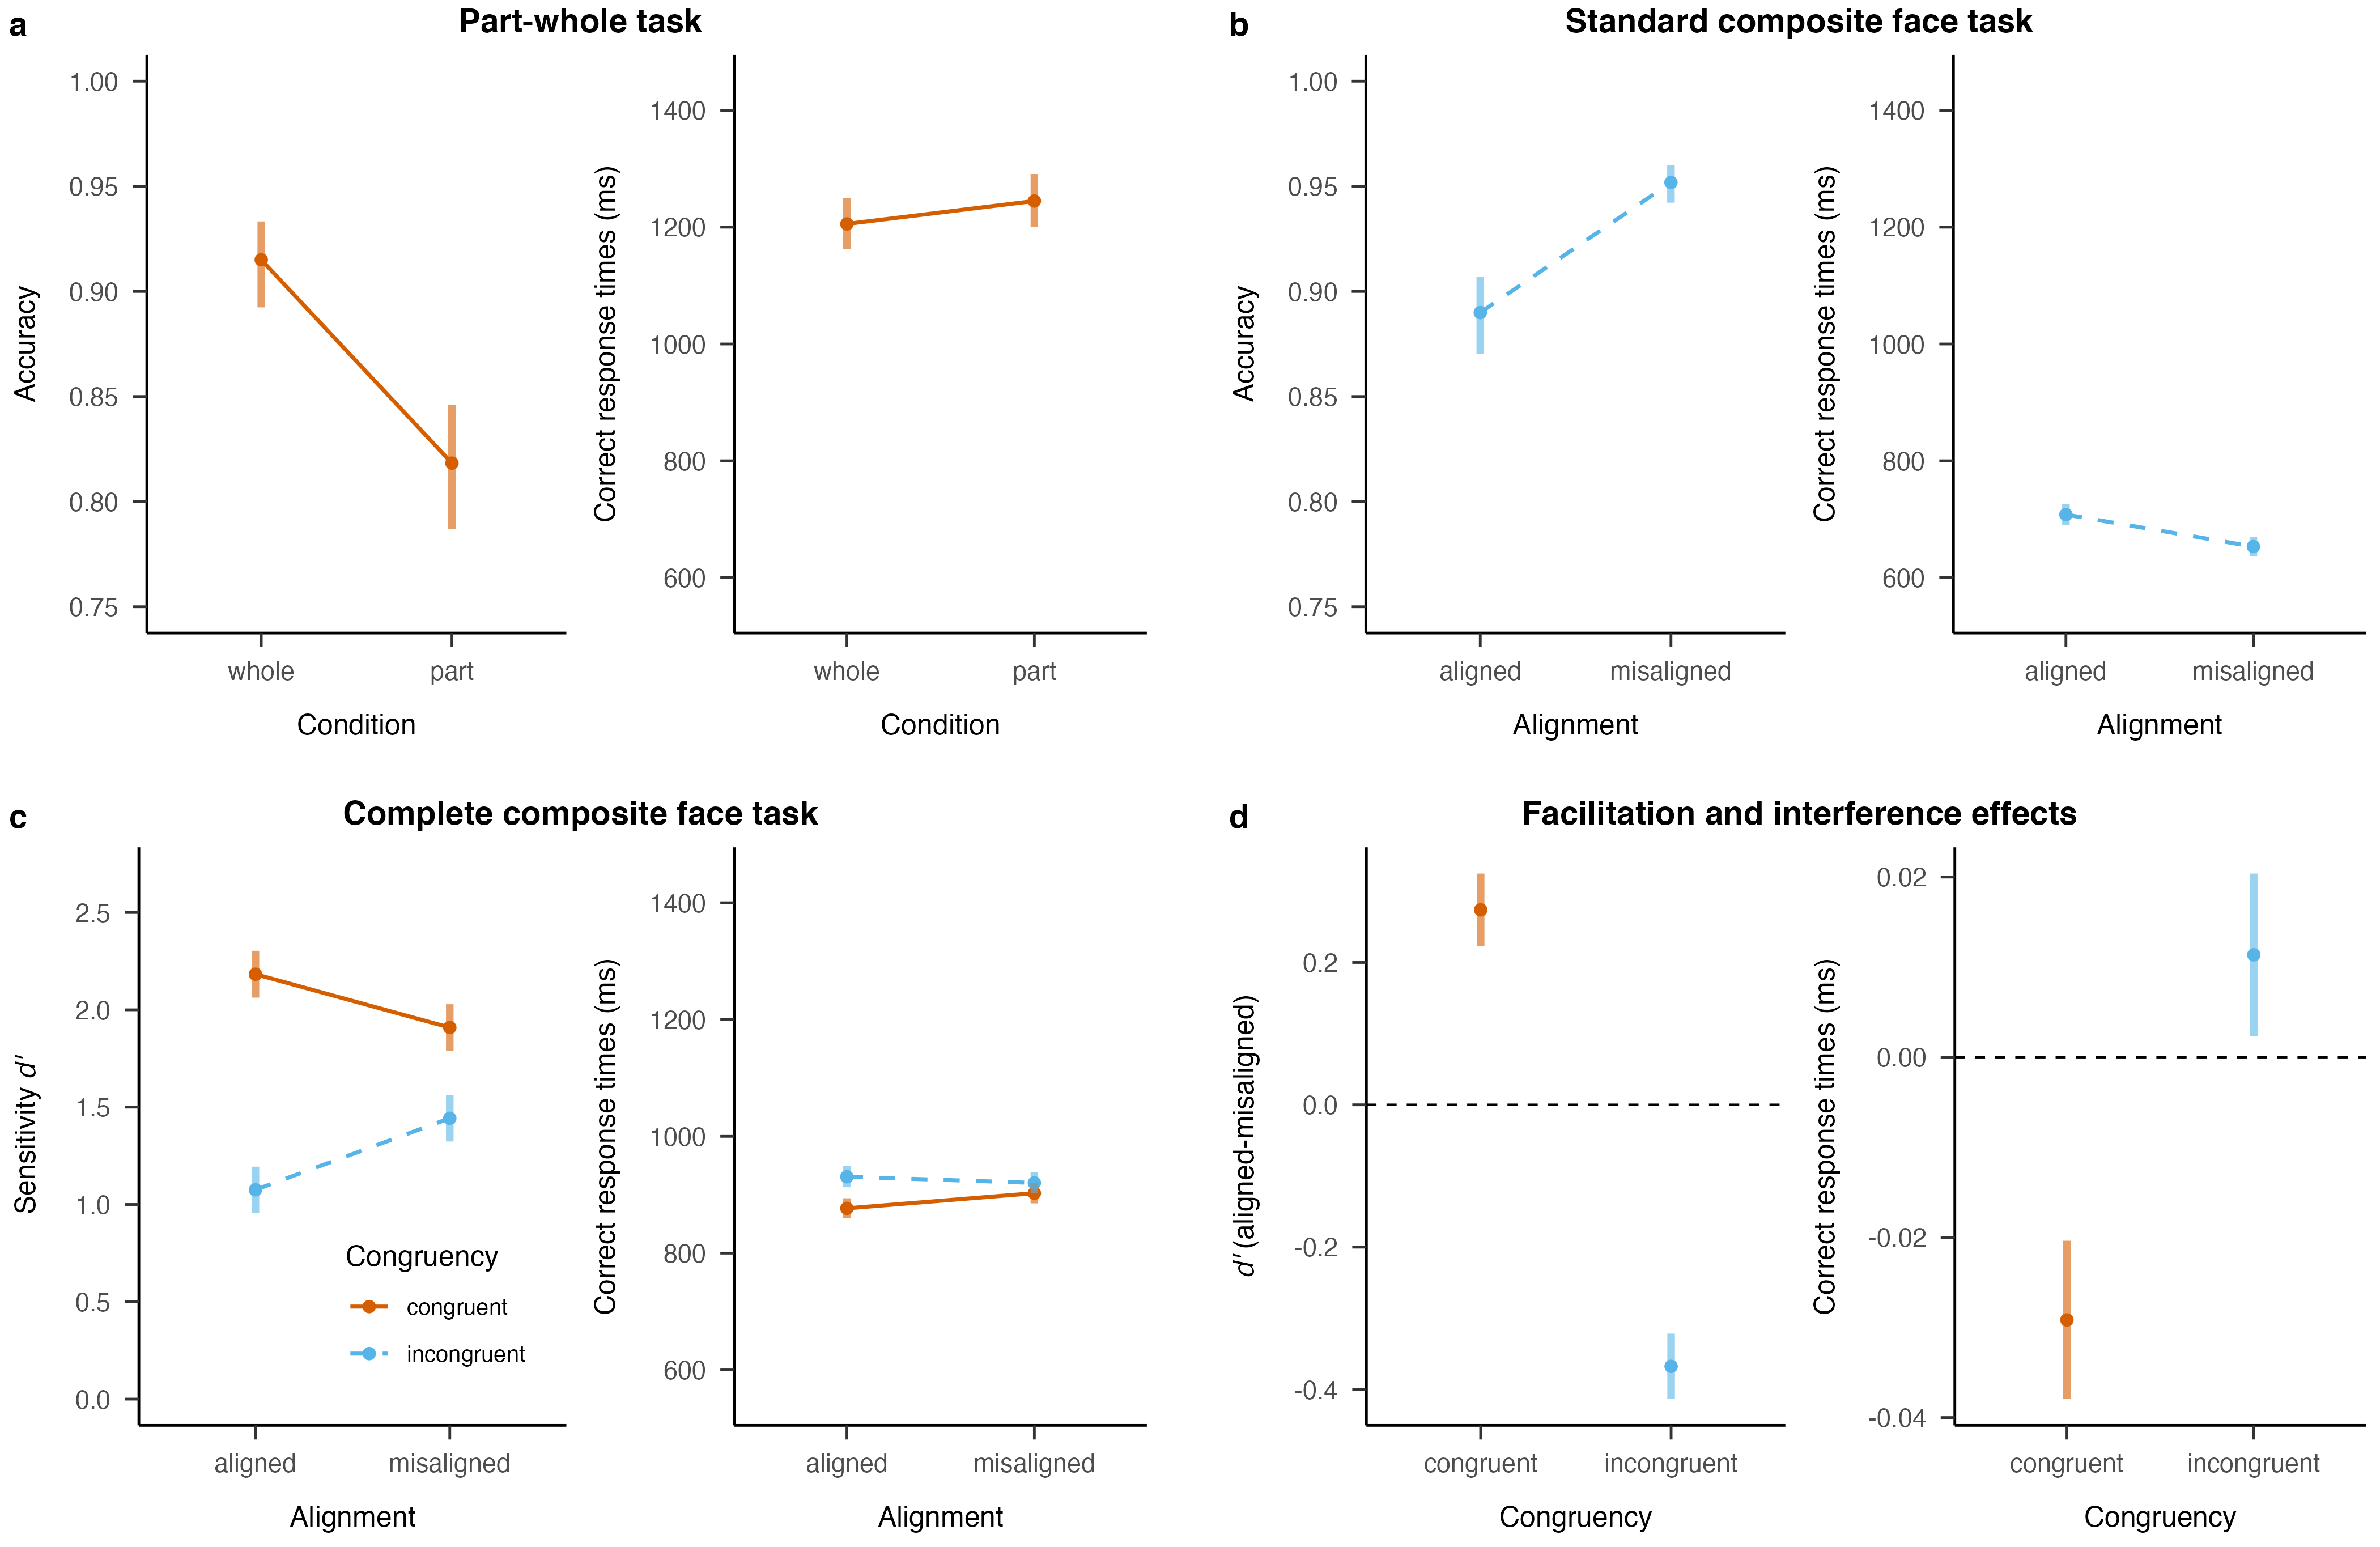 a
Part-whole task
1.00
0.95
0.90
0.85
0.80
0.75
Accuracy
whole part
Condition
1400
1200
1000
800
600
Correct response times (ms)
whole part
Condition
b
Standard composite face task
1.00
0.95
0.90
0.85
0.80
0.75
Accuracy
aligned misaligned
Alignment
1400
1200
1000
800
600
Correct response times (ms)
aligned misaligned
Alignment
c
Complete composite face task
2.5
2.0
1.5
1.0
0.5
0.0
Sensitivity d'
Congruency
congruent
incongruent
aligned misaligned
Alignment
1400
1200
1000
800
600
Correct response times (ms)
aligned misaligned
Alignment
d
Facilitation and interference effects
0.2
0.0
-0.2
-0.4
d' (aligned-misaligned)
congruent incongruent
Congruency
0.02
0.00
-0.02
-0.04
Correct response times (ms)
congruent incongruent
Congruency